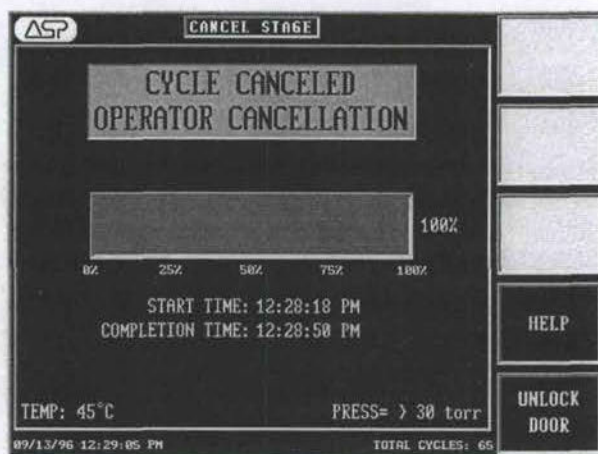 ASP CANCEL STAGE
CYCLE CANCELED
OPERATOR CANCELLATION
100%
0% 25% 50% 75% 100%
START TIME: 12:28:18 PM
COMPLETION TIME: 12:28:50 PM
HELP
TEMP: 45°C PRESS= > 30 torr
UNLOCK
DOOR
09/13/96 12:29:05 PM TOTAL CYCLES: 65